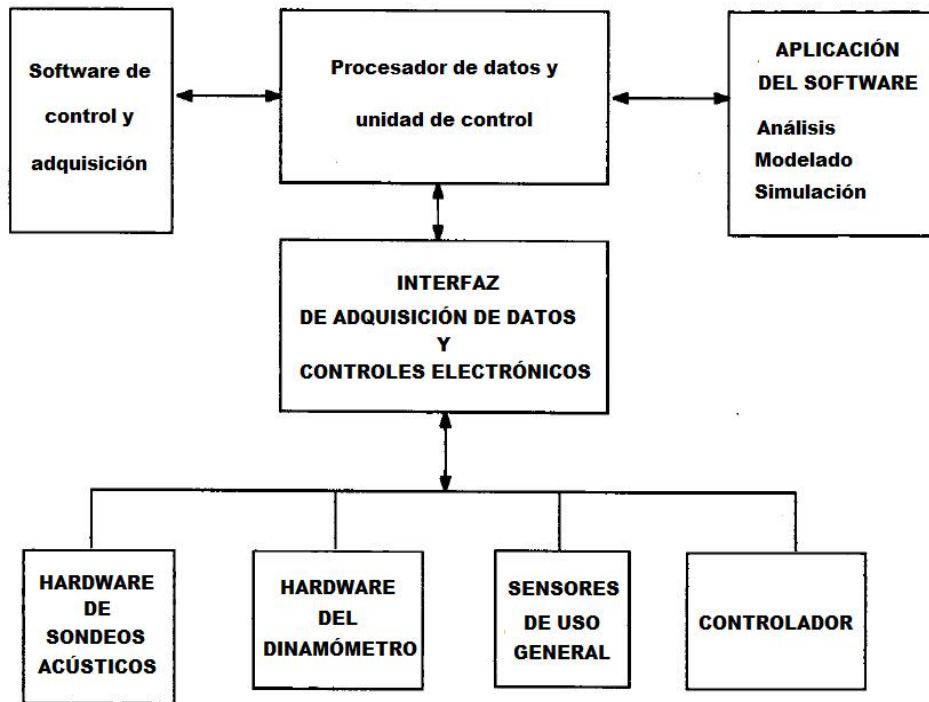 Software de
control y
adquisición
Procesador de datos y
unidad de control
APLICACIÓN
DEL SOFTWARE
Análisis
Modelado
Simulación
INTERFAZ
DE ADQUISICIÓN DE DATOS
Y
CONTROLES ELECTRÓNICOS
HARDWARE
DE
SONDEOS
ACÚSTICOS
HARDWARE
DEL
DINAMÓMETRO
SENSORES
DE USO
GENERAL
CONTROLADOR